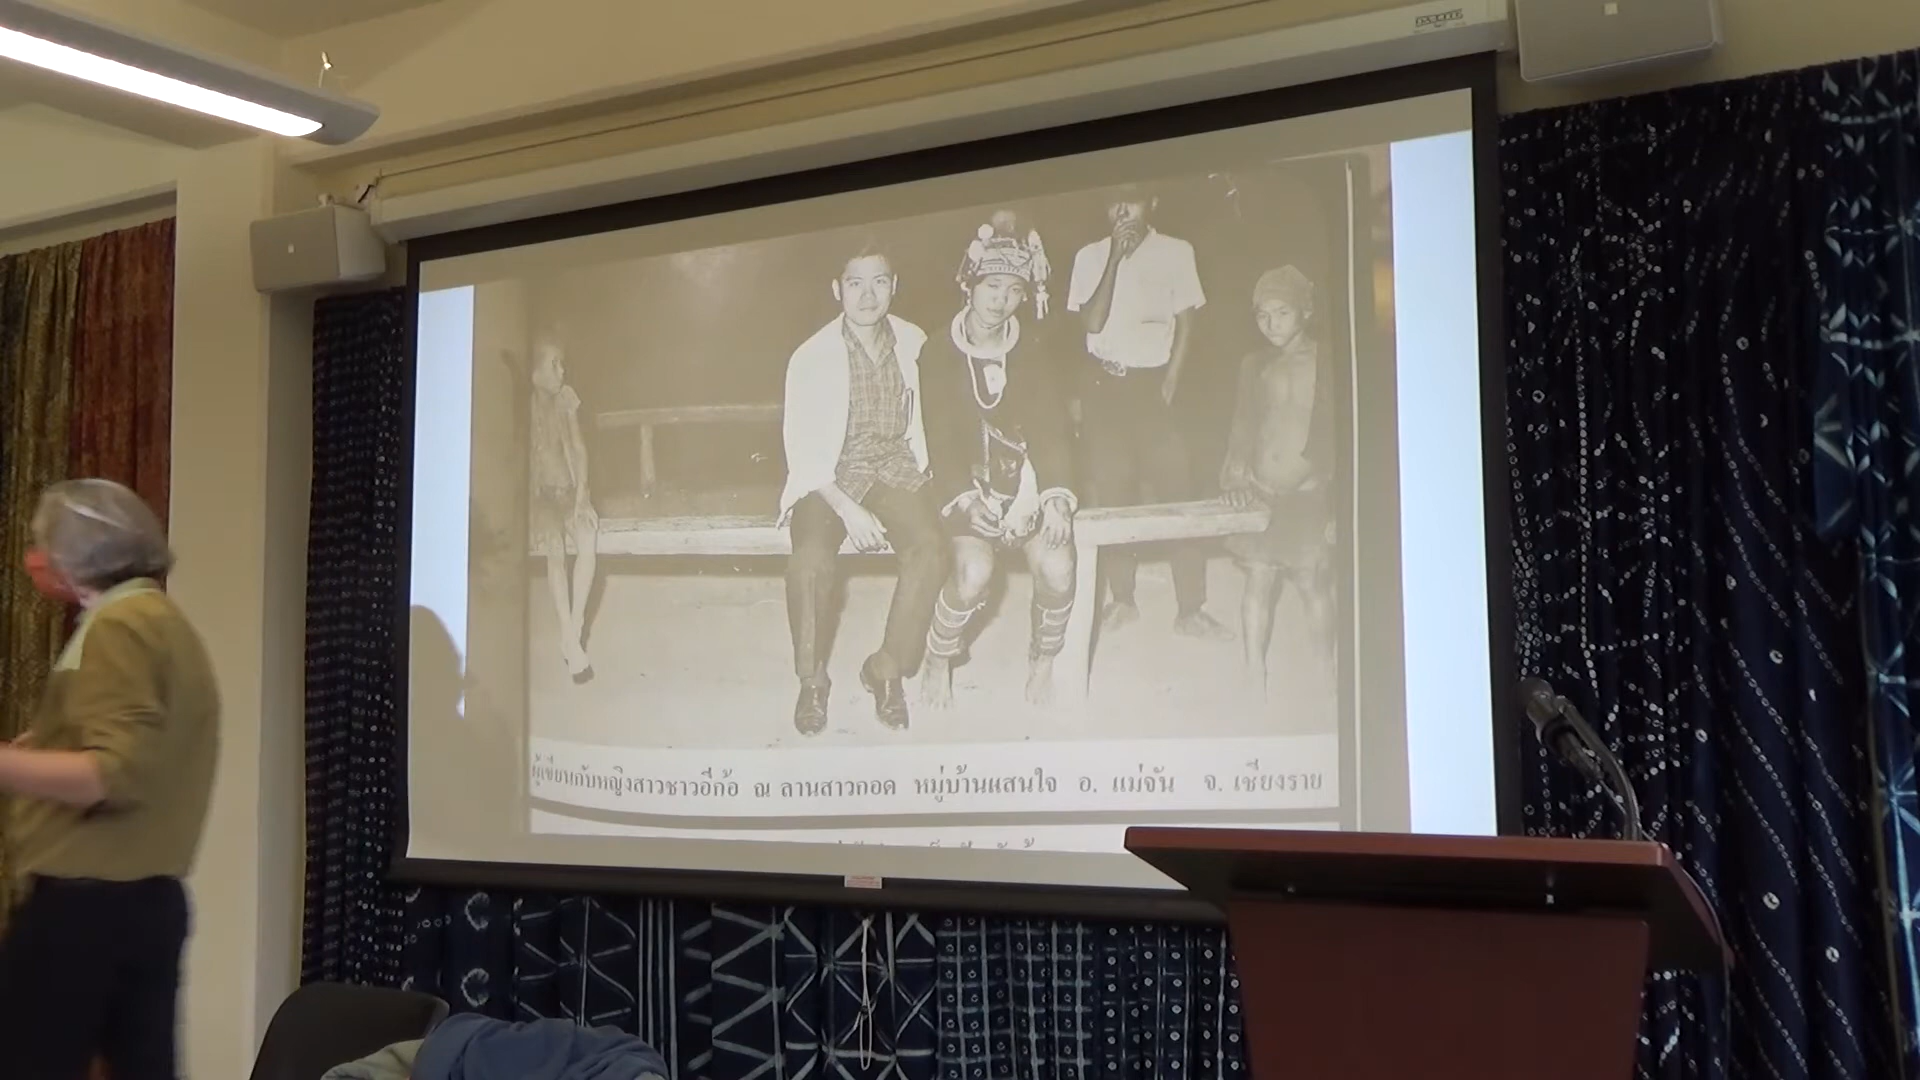 DA-LITE
ผู้เขียนกับหญิงสาวชาวอีก้อ ณ ลานสาวกอด หมู่บ้านแสนใจ อ. แม่จัน จ. เชียงราย